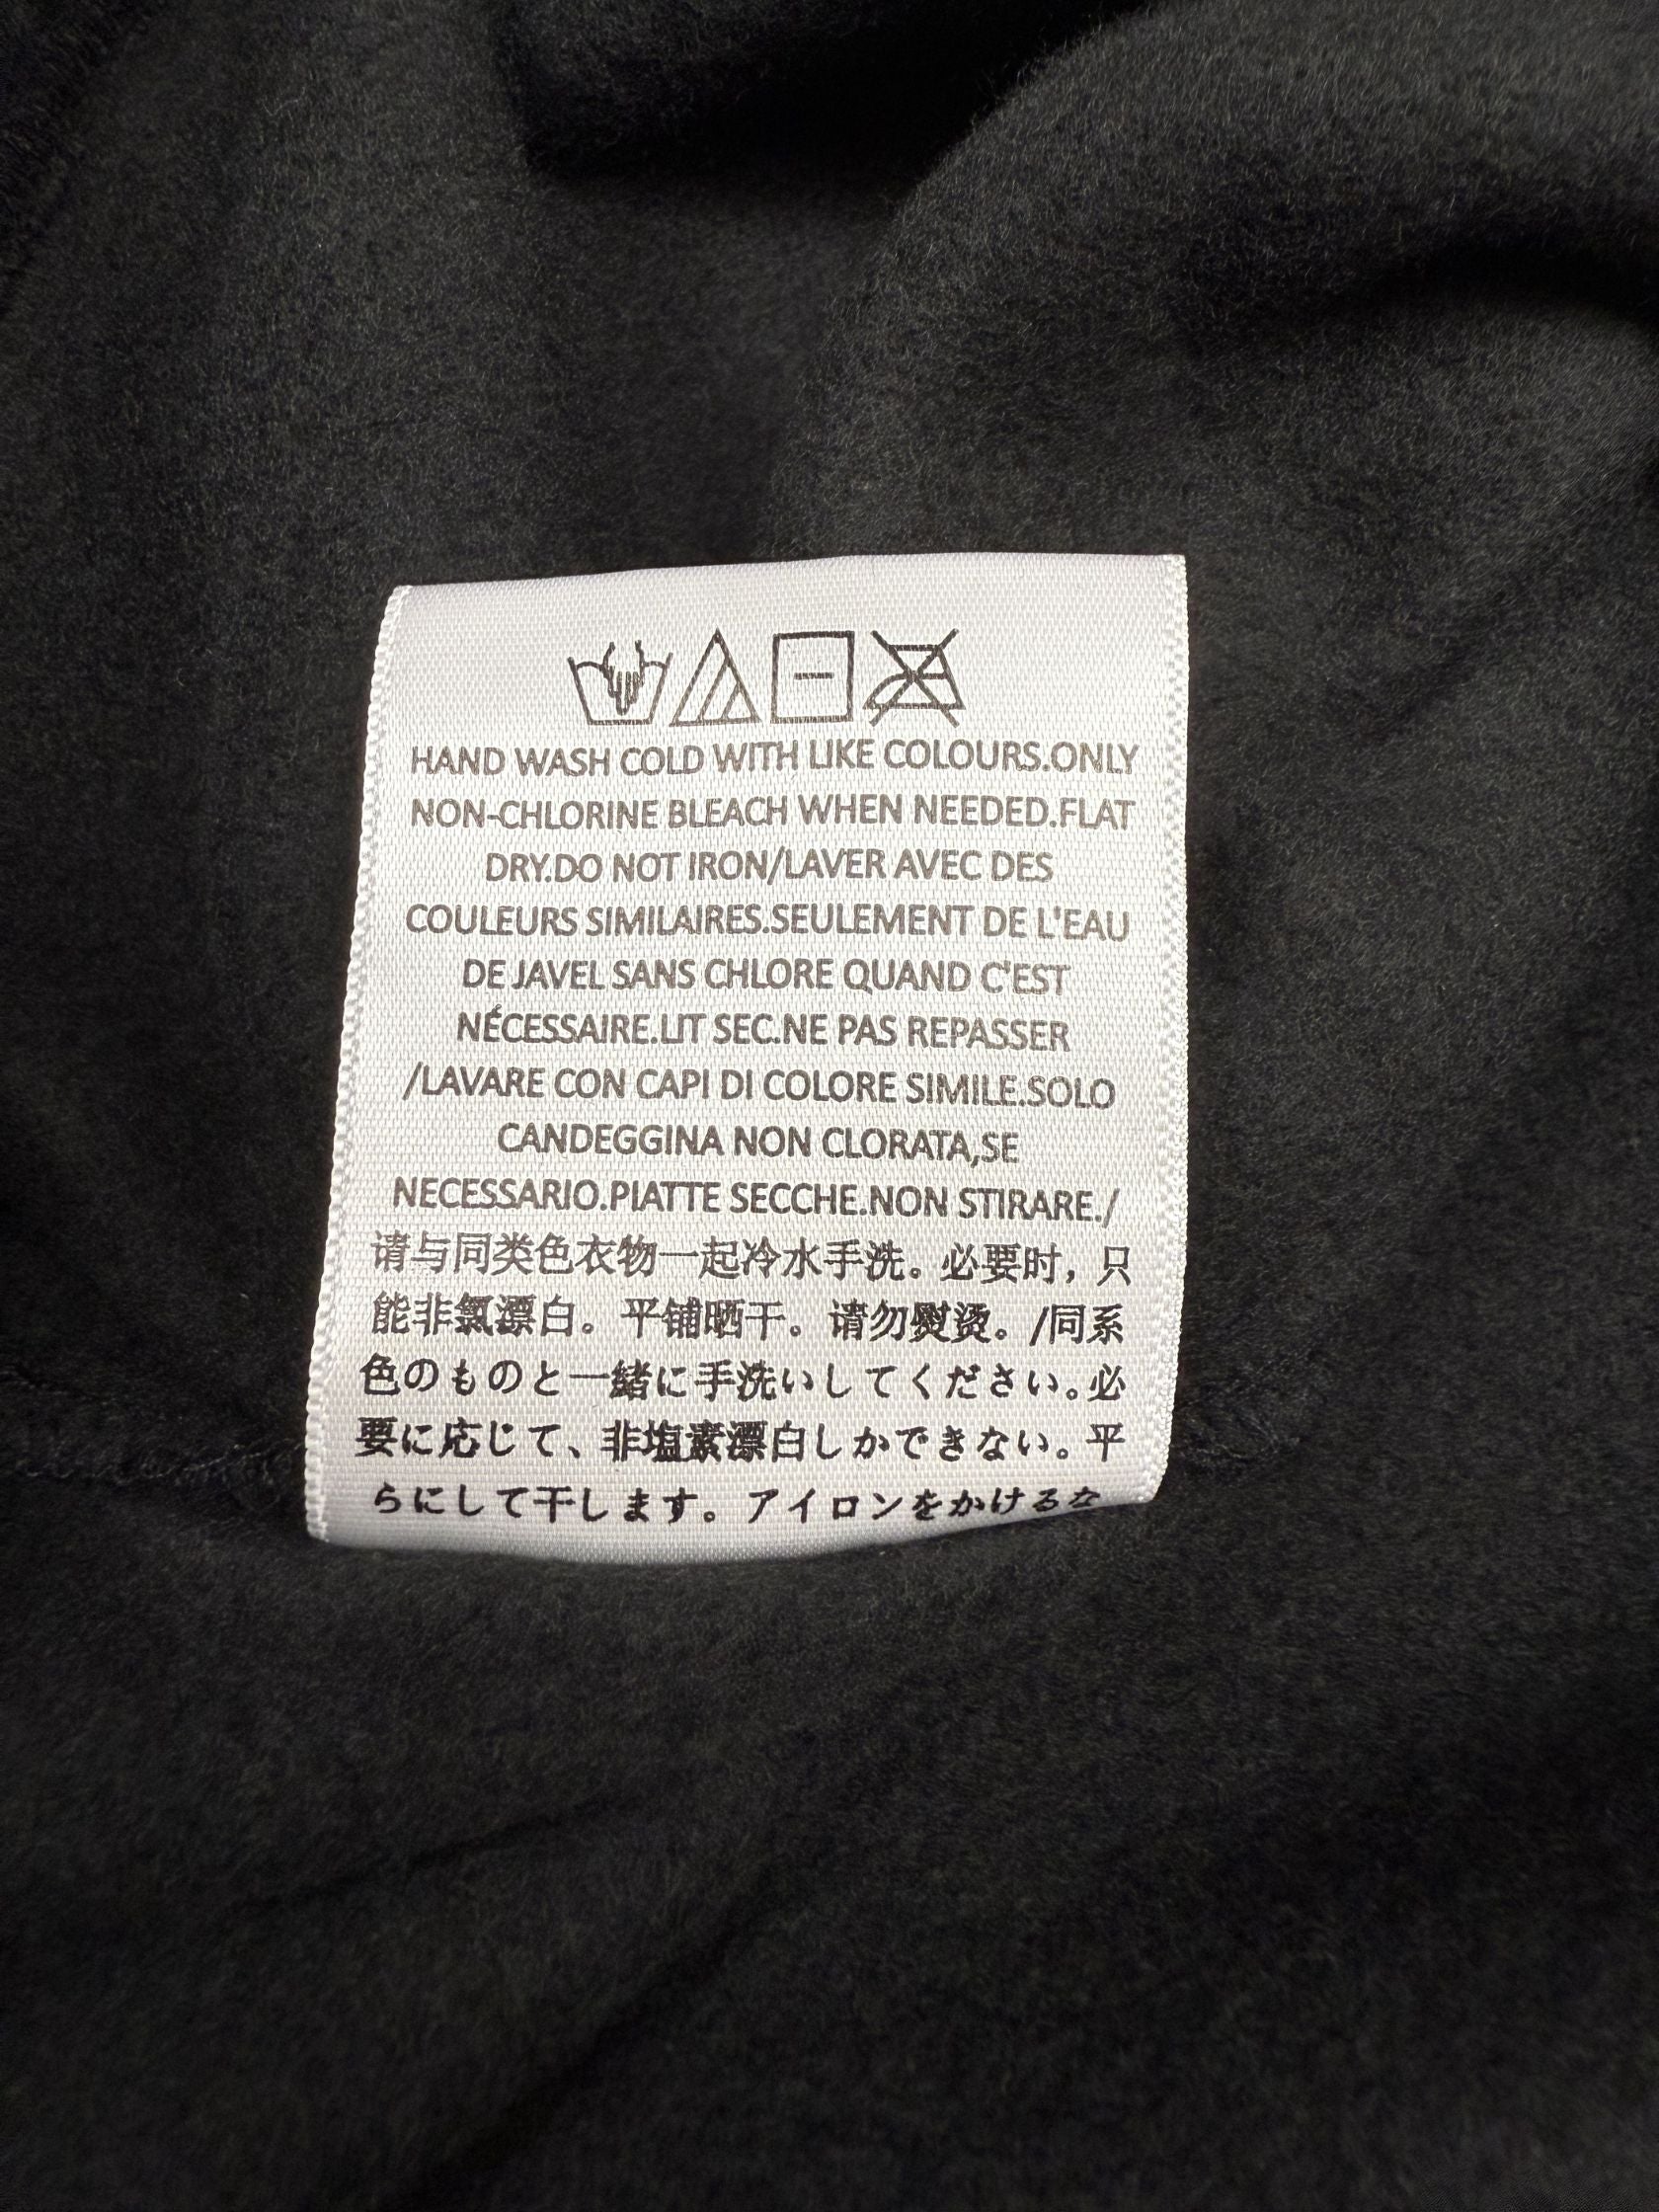 HAND WASH COLD WITH LIKE COLOURS.ONLY
NON-CHLORINE BLEACH WHEN NEEDED.FLAT
DRY.DO NOT IRON/LAVER AVEC DES
COULEURS SIMILAIRES.SEULEMENT DE L'EAU
DE JAVEL SANS CHLORE QUAND C'EST
NÉCESSAIRE.LIT SEC.NE PAS REPASSER
/LAVARE CON CAPI DI COLORE SIMILE.SOLO
CANDEGGINA NON CLORATA,SE
NECESSARIO.PIATTE SECCHE.NON STIRARE./
请与同类色衣物一起冷水手洗。必要时，只
能非氯漂白。平铺晒干。请勿熨烫。/同系
色のものと一緒に手洗いしてください。必
要に応じて、非塩素漂白しかできない。平
らにして干します。アイロンをかけるな